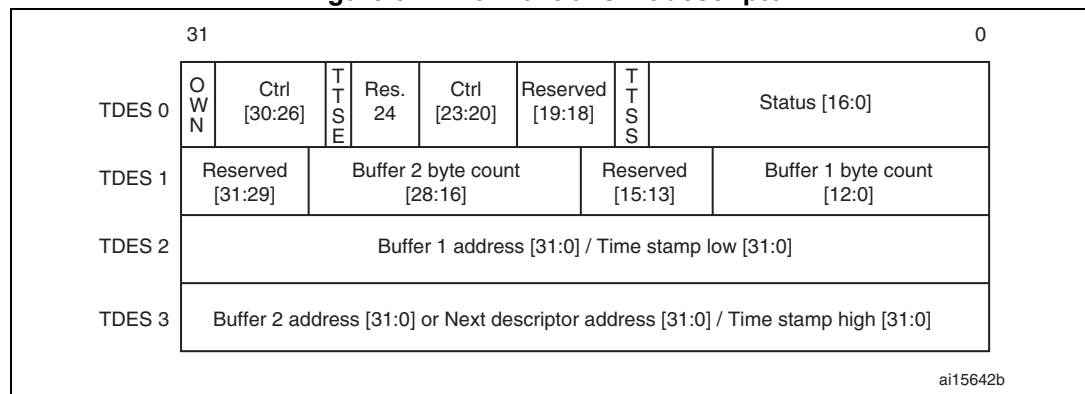 31 0
TDES 0 OWN Ctrl [30:26] TTSE Res. 24 Ctrl [23:20] Reserved [19:18] TTSS Status [16:0]
TDES 1 Reserved [31:29] Buffer 2 byte count [28:16] Reserved [15:13] Buffer 1 byte count [12:0]
TDES 2 Buffer 1 address [31:0] / Time stamp low [31:0]
TDES 3 Buffer 2 address [31:0] or Next descriptor address [31:0] / Time stamp high [31:0]
ai15642b